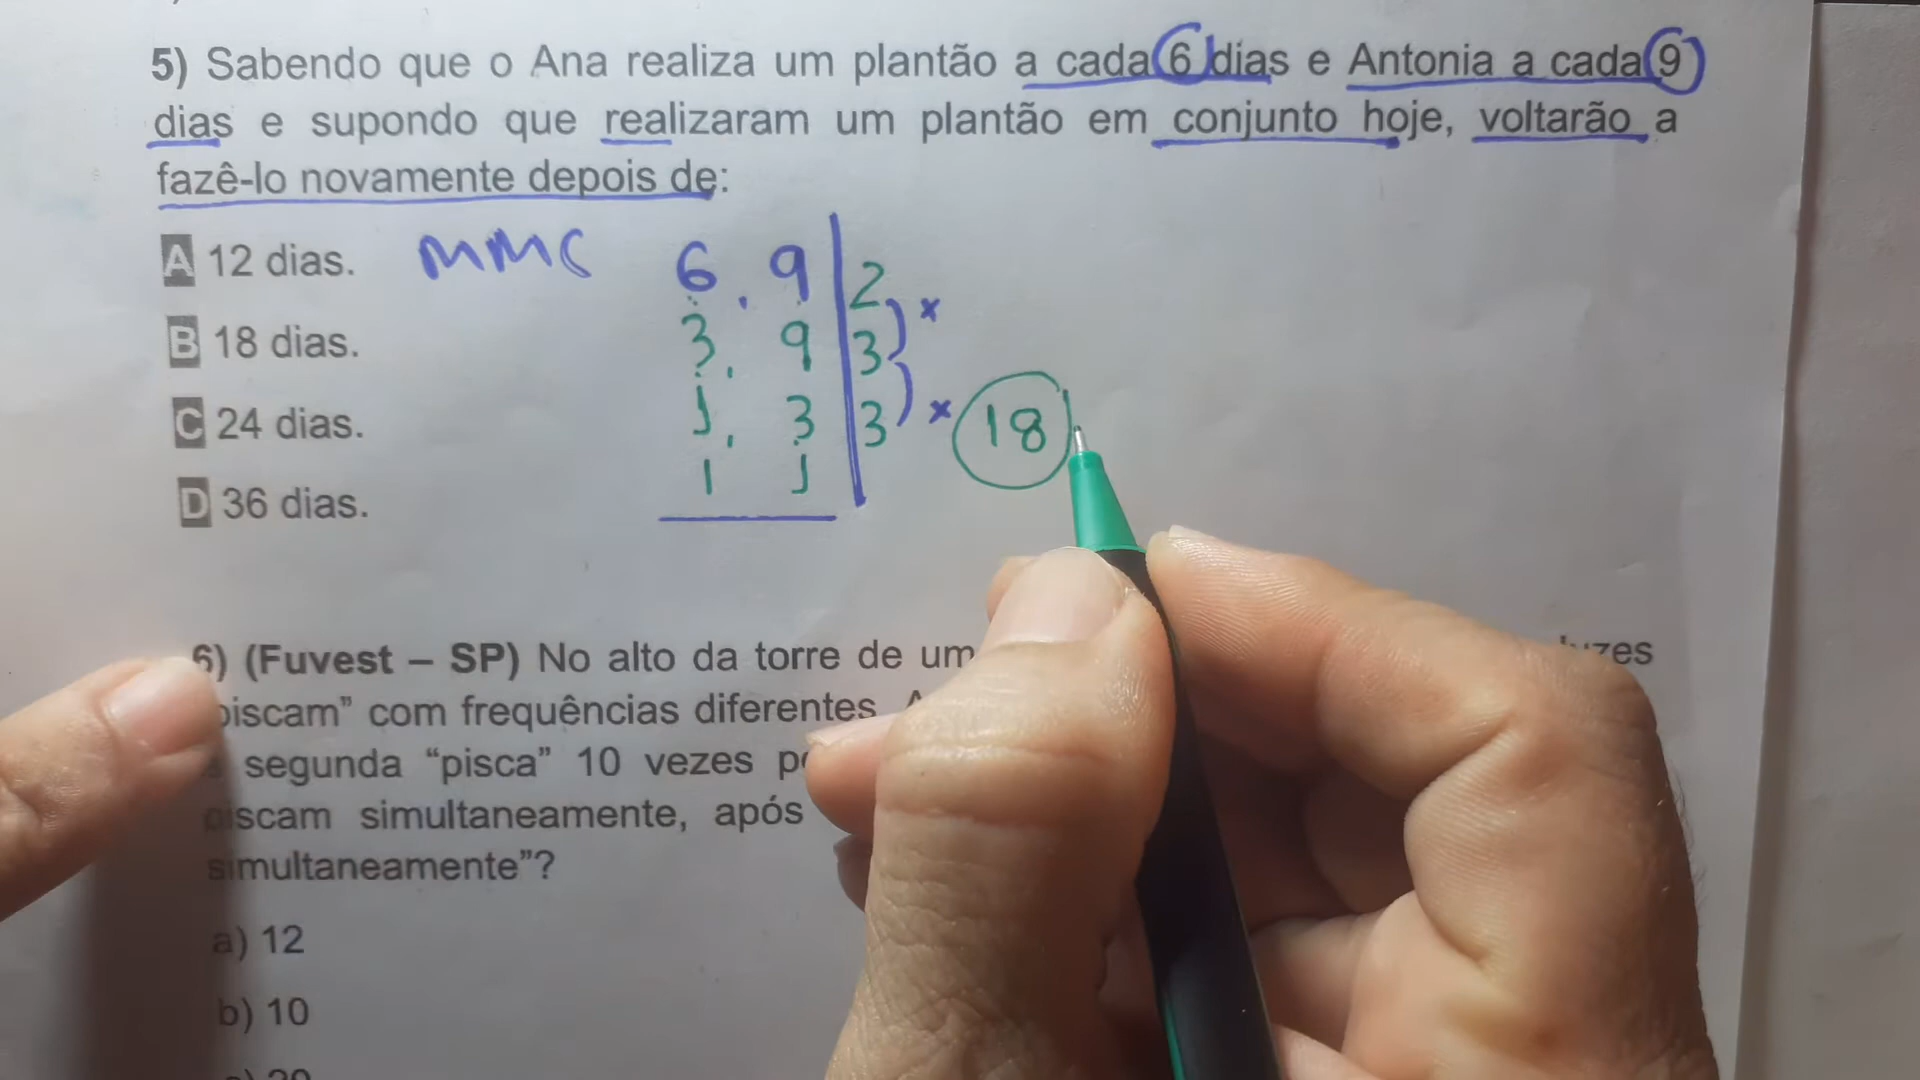 5) Sabendo que o Ana realiza um plantão a cada 6 dias e Antonia a cada 9
dias e supondo que realizaram um plantão em conjunto hoje, voltarão a
fazê-lo novamente depois de:
A 12 dias.
B 18 dias.
C 24 dias.
D 36 dias.
MMC
6, 9 2
3, 9 3 x
1, 3 3 x 18
1 1
6) (Fuvest – SP) No alto da torre de um
piscam” com frequências diferentes.
segunda “pisca” 10 vezes
piscam simultaneamente, após
simultaneamente”?
a) 12
b) 10